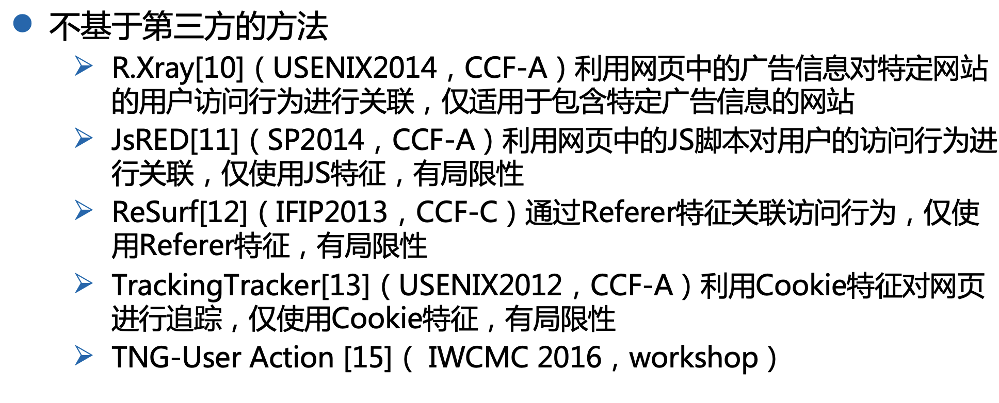 不基于第三方的方法
R.Xray[10]（USENIX2014，CCF-A）利用网页中的广告信息对特定网站
的用户访问行为进行关联，仅适用于包含特定广告信息的网站
JsRED[11]（SP2014，CCF-A）利用网页中的JS脚本对用户的访问行为进
行关联，仅使用JS特征，有局限性
ReSurf[12]（IFIP2013，CCF-C）通过Referer特征关联访问行为，仅使
用Referer特征，有局限性
TrackingTracker[13]（USENIX2012，CCF-A）利用Cookie特征对网页
进行追踪，仅使用Cookie特征，有局限性
TNG-User Action [15]（ IWCMC 2016，workshop）